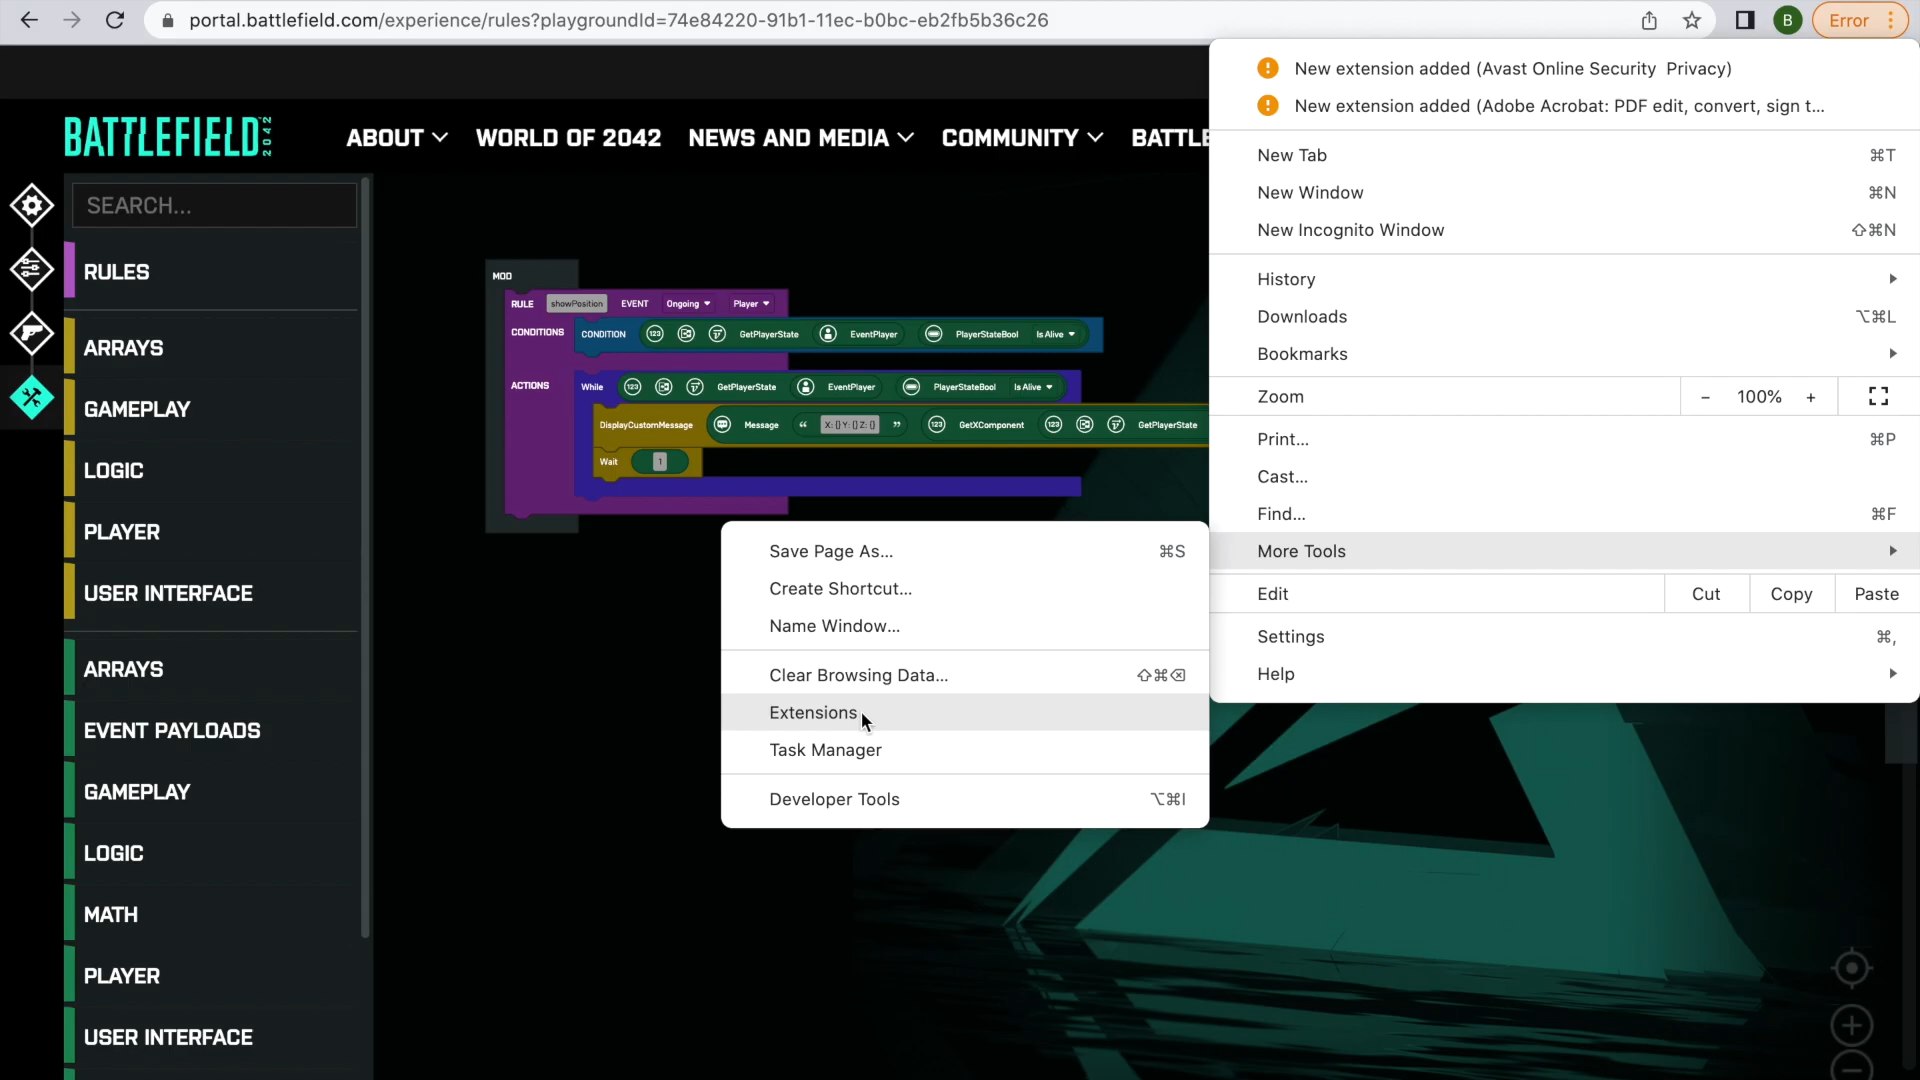 portal.battlefield.com/experience/rules?playgroundId=74e84220-91b1-11ec-b0bc-eb2fb5b36c26
B
Error
BATTLEFIELD 2042
ABOUT
WORLD OF 2042
NEWS AND MEDIA
COMMUNITY
BATTLE
SEARCH...
RULES
ARRAYS
GAMEPLAY
LOGIC
PLAYER
USER INTERFACE
ARRAYS
EVENT PAYLOADS
GAMEPLAY
LOGIC
MATH
PLAYER
USER INTERFACE
MOD
RULE showPosition EVENT Ongoing Player
CONDITIONS CONDITION 123 GetPlayerState EventPlayer PlayerStateBool Is Alive
ACTIONS While 123 GetPlayerState EventPlayer PlayerStateBool Is Alive
DisplayCustomMessage Message “ X: {} Y: {} Z: {} ” 123 GetXComponent 123 GetPlayerState
Wait 1
New extension added (Avast Online Security  Privacy)
New extension added (Adobe Acrobat: PDF edit, convert, sign t...
New Tab ⌘T
New Window ⌘N
New Incognito Window ⇧⌘N
History
Downloads ⌥⌘L
Bookmarks
Zoom − 100% +
Print... ⌘P
Cast...
Find... ⌘F
More Tools
Edit Cut Copy Paste
Settings ⌘,
Help
Save Page As... ⌘S
Create Shortcut...
Name Window...
Clear Browsing Data... ⇧⌘⌫
Extensions
Task Manager
Developer Tools ⌥⌘I